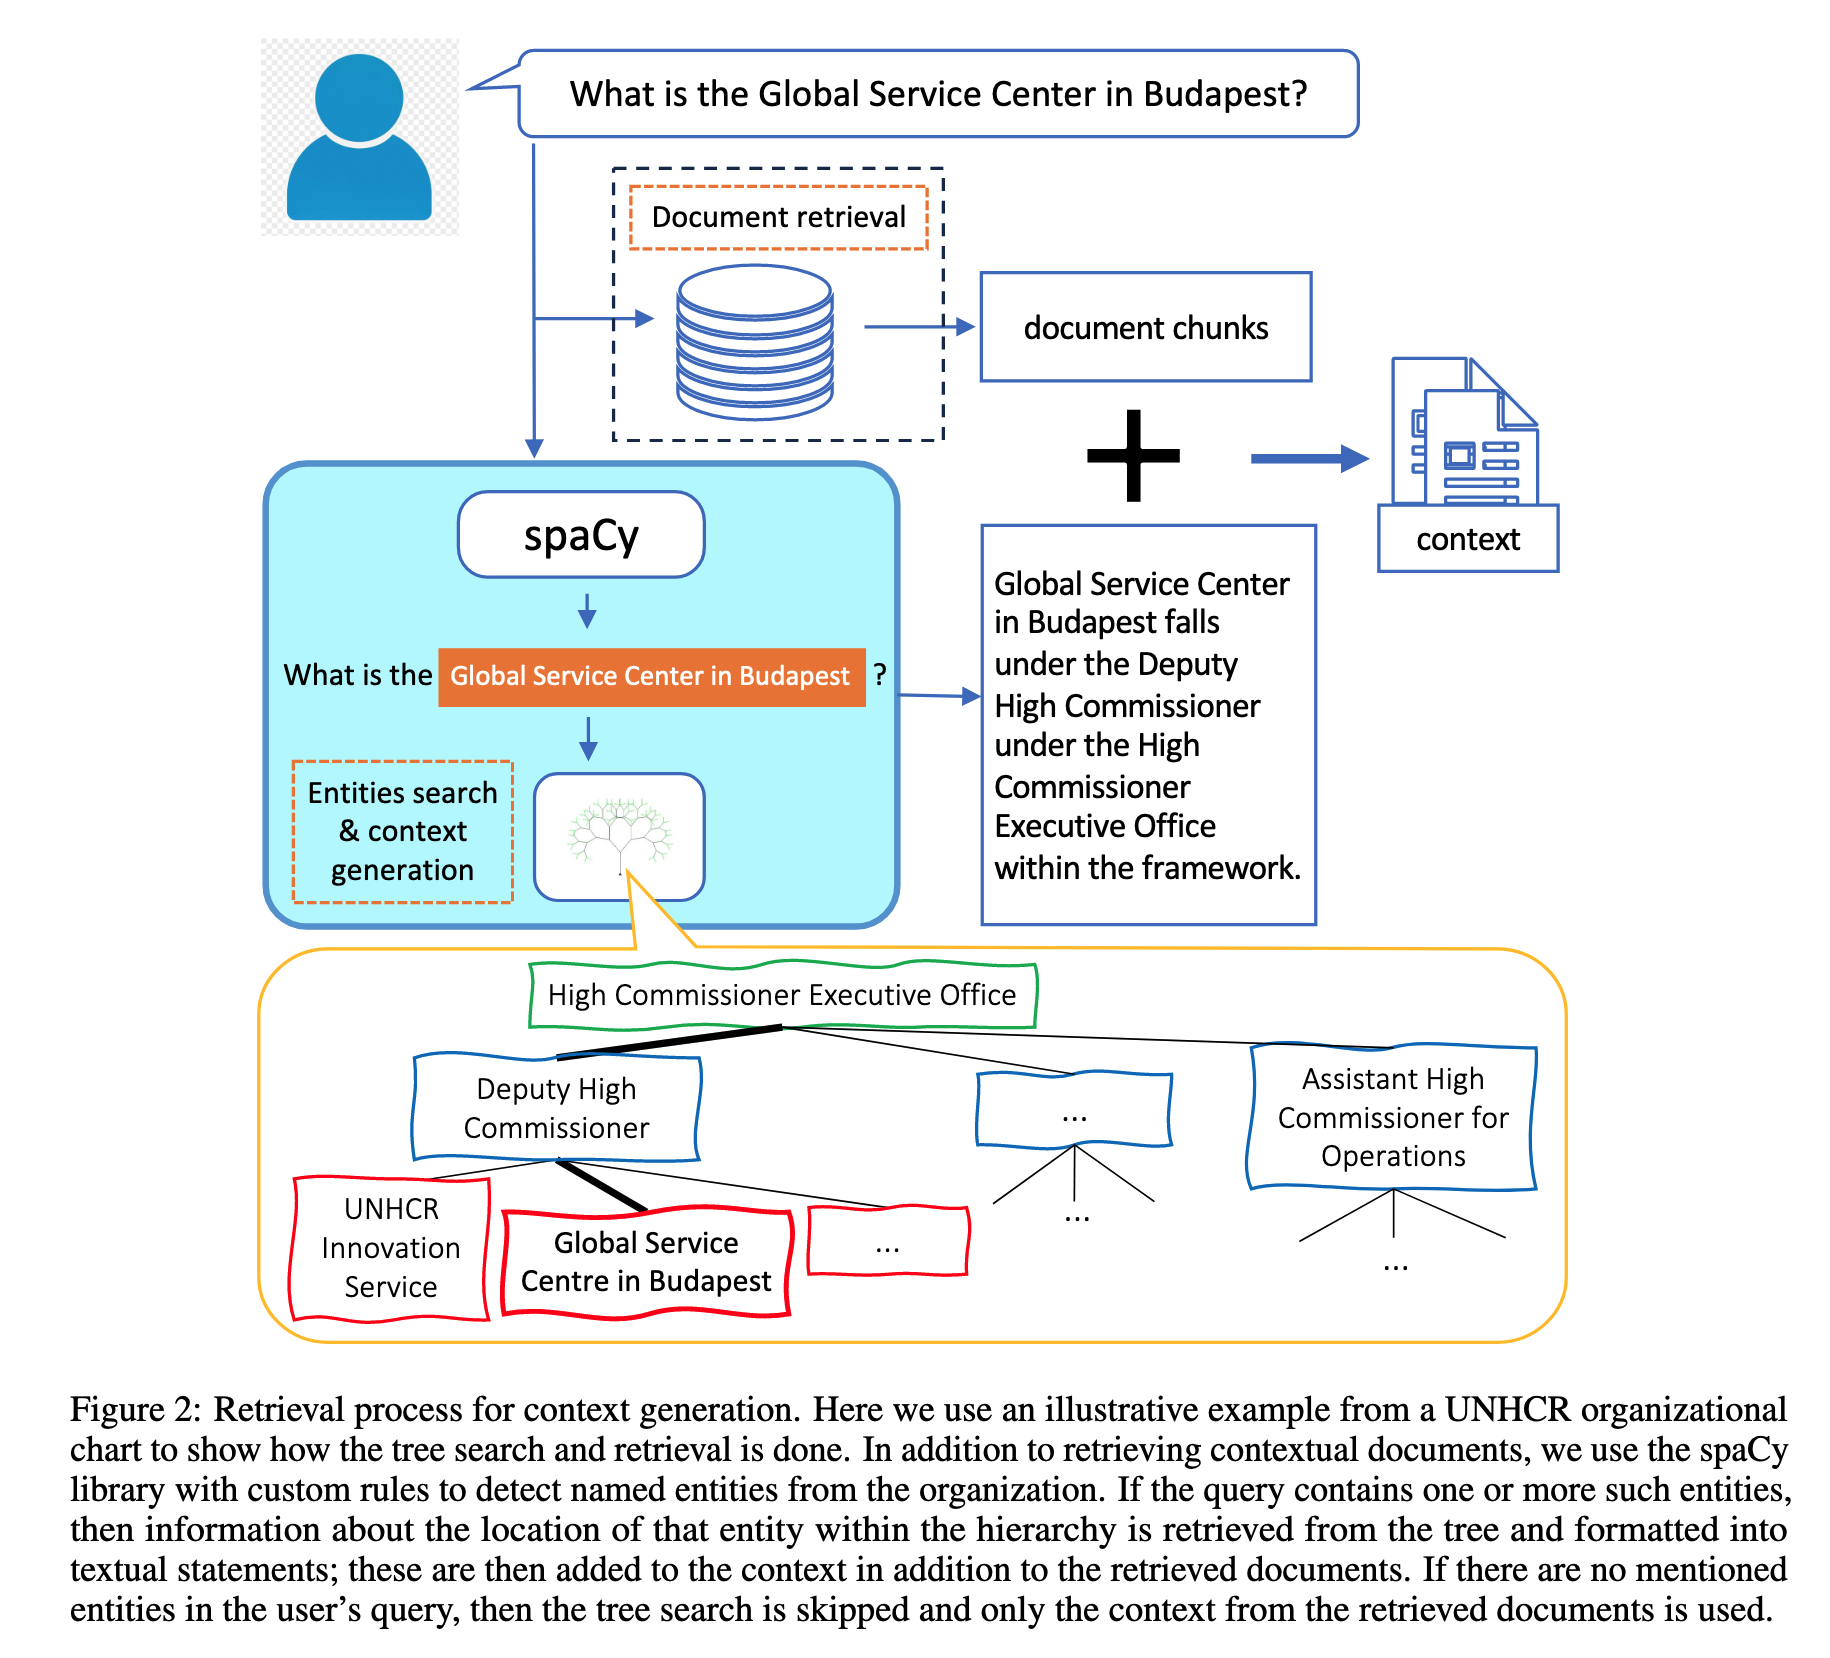 What is the Global Service Center in Budapest?
Document retrieval
document chunks
context
spaCy
What is the Global Service Center in Budapest ?
Entities search
& context
generation
Global Service Center
in Budapest falls
under the Deputy
High Commissioner
under the High
Commissioner
Executive Office
within the framework.
High Commissioner Executive Office
Deputy High
Commissioner
...
Assistant High
Commissioner for
Operations
UNHCR
Innovation
Service
Global Service
Centre in Budapest
...
...
...
Figure 2: Retrieval process for context generation. Here we use an illustrative example from a UNHCR organizational
chart to show how the tree search and retrieval is done. In addition to retrieving contextual documents, we use the spaCy
library with custom rules to detect named entities from the organization. If the query contains one or more such entities,
then information about the location of that entity within the hierarchy is retrieved from the tree and formatted into
textual statements; these are then added to the context in addition to the retrieved documents. If there are no mentioned
entities in the user's query, then the tree search is skipped and only the context from the retrieved documents is used.